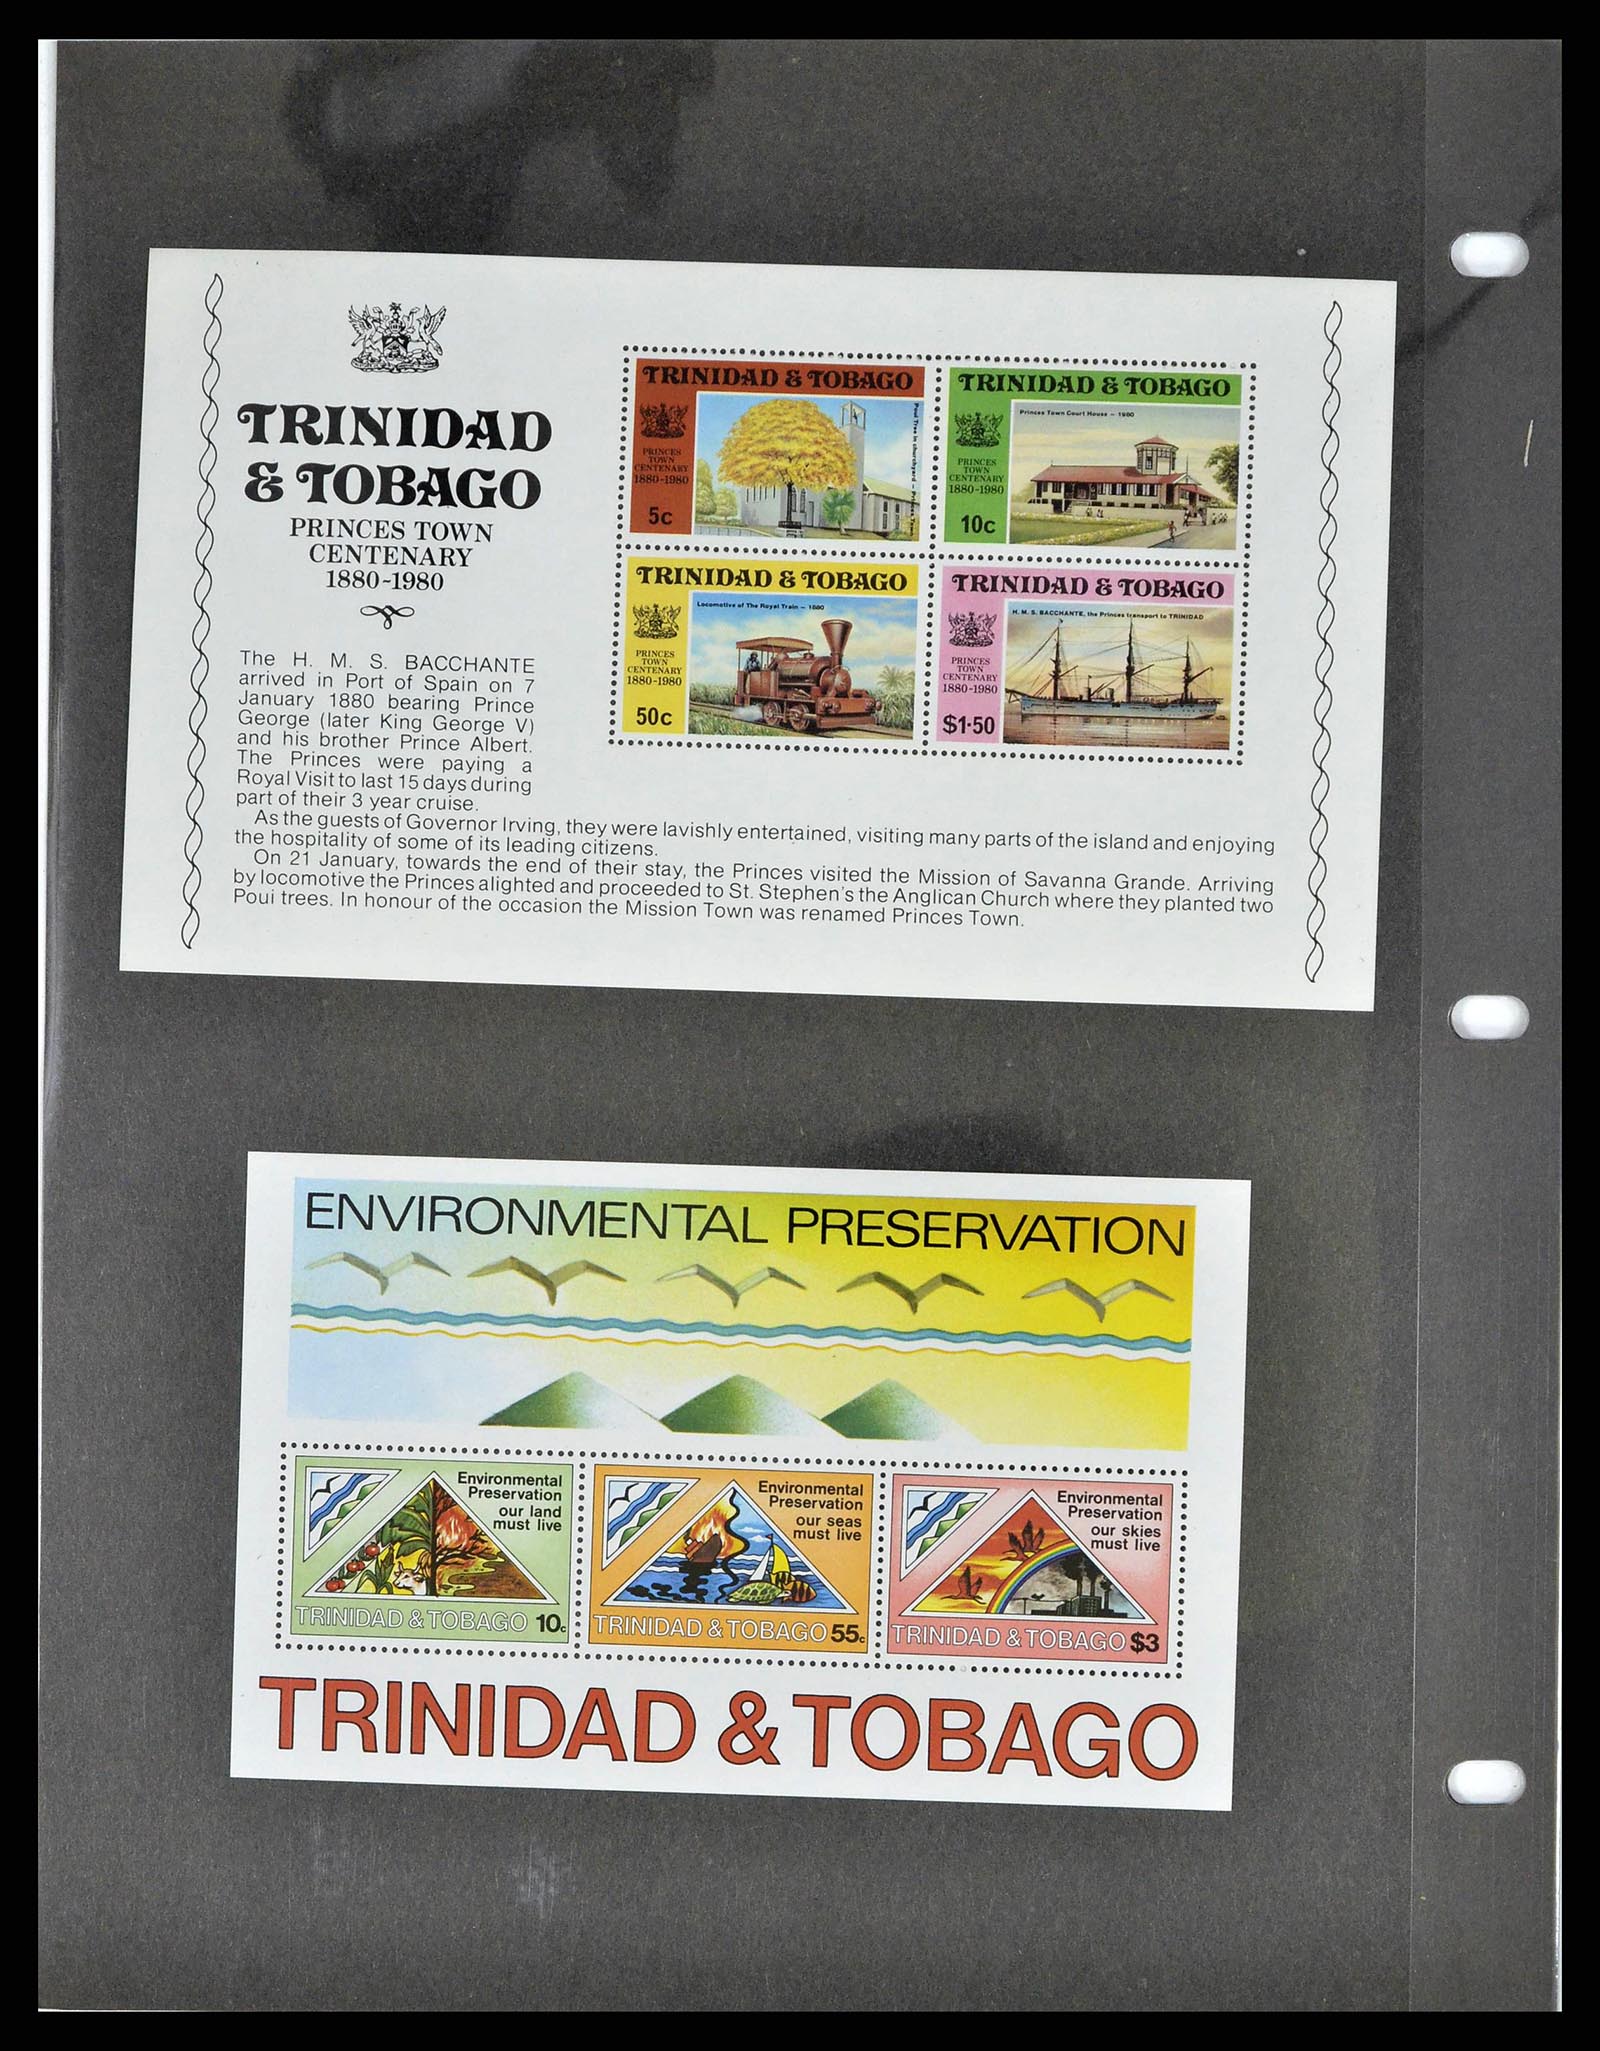 TRINIDAD
& TOBAGO
PRINCES TOWN
CENTENARY
1880-1980
The H. M. S. BACCHANTE
arrived in Port of Spain on 7
January 1880 bearing Prince
George (later King George V)
and his brother Prince Albert.
The Princes were paying a
Royal Visit to last 15 days during
part of their 3 year cruise.
As the guests of Governor Irving, they were lavishly entertained, visiting many parts of the island and enjoying
the hospitality of some of its leading citizens.
On 21 January, towards the end of their stay, the Princes visited the Mission of Savanna Grande. Arriving
by locomotive the Princes alighted and proceeded to St. Stephen's the Anglican Church where they planted two
Poui trees. In honour of the occasion the Mission Town was renamed Princes Town.
TRINIDAD & TOBAGO
Poui Tree in churchyard — Princes Town
PRINCES
TOWN
CENTENARY
1880-1980
5c
TRINIDAD & TOBAGO
Princes Town Court House — 1980
PRINCES
TOWN
CENTENARY
1880-1980
10c
TRINIDAD & TOBAGO
Locomotive of The Royal Train — 1880
PRINCES
TOWN
CENTENARY
1880-1980
50c
TRINIDAD & TOBAGO
H. M. S. BACCHANTE, the Princes transport to TRINIDAD
PRINCES
TOWN
CENTENARY
1880-1980
$1·50
ENVIRONMENTAL PRESERVATION
Environmental
Preservation
our land
must live
TRINIDAD & TOBAGO 10c
Environmental
Preservation
our seas
must live
TRINIDAD & TOBAGO 55c
Environmental
Preservation
our skies
must live
TRINIDAD & TOBAGO $3
TRINIDAD & TOBAGO